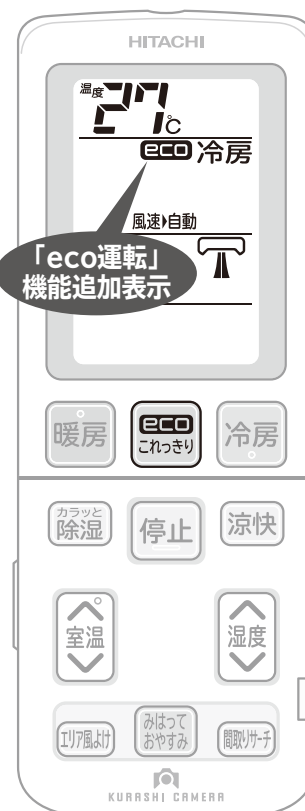 HITACHI
温度 27℃
eco 冷房
風速▶自動
「eco運転」
機能追加表示
暖房
eco
これっきり
冷房
カラッと
除湿
停止
涼快
室温
湿度
エリア風よけ
みはって
おやすみ
間取りサーチ
KURASHI CAMERA